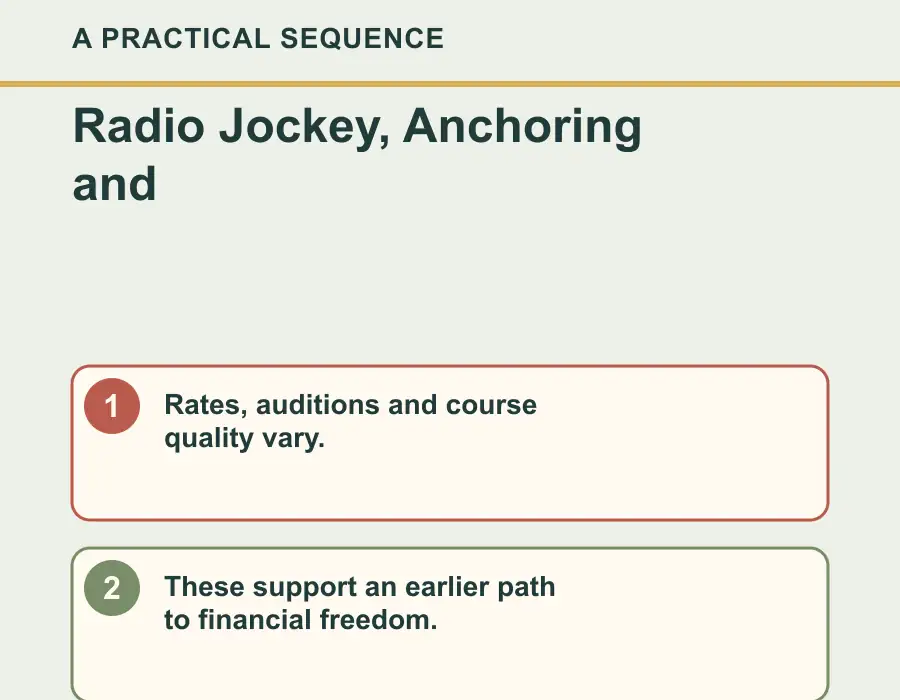 A PRACTICAL SEQUENCE
Radio Jockey, Anchoring
and
1
Rates, auditions and course
quality vary.
2
These support an earlier path
to financial freedom.